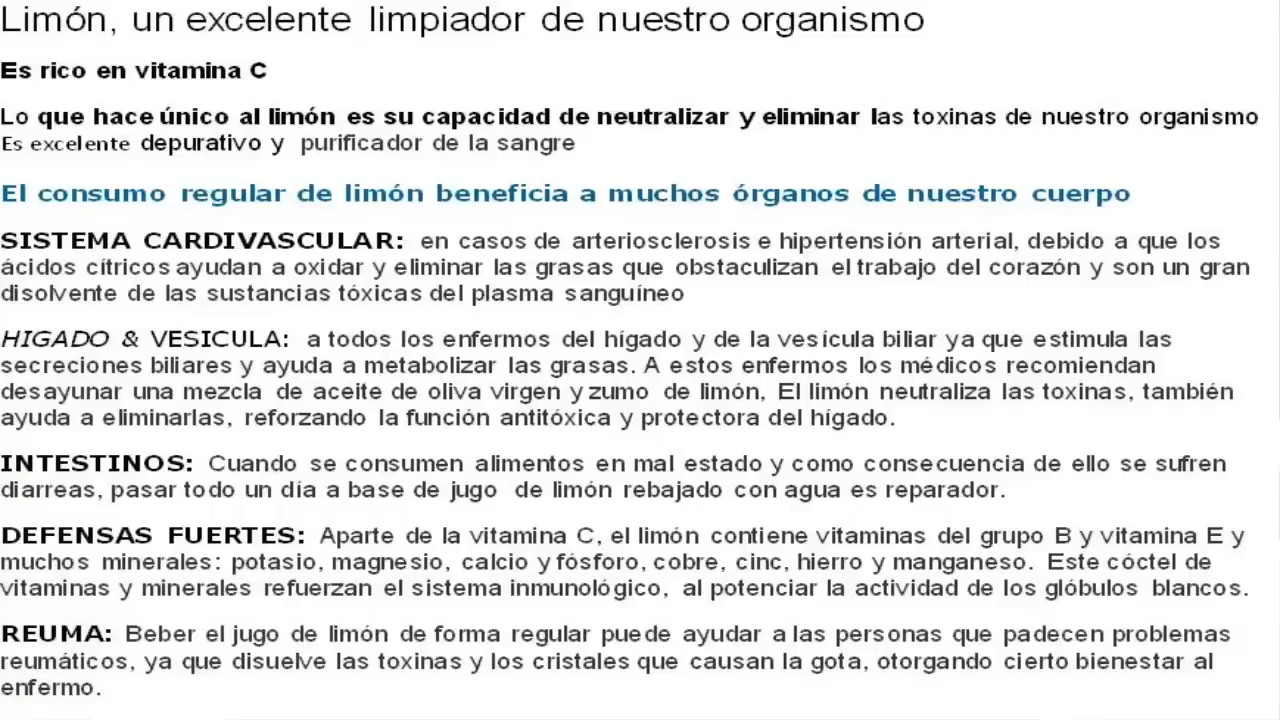 Limón, un excelente limpiador de nuestro organismo
Es rico en vitamina C
Lo que hace único al limón es su capacidad de neutralizar y eliminar las toxinas de nuestro organismo
Es excelente depurativo y purificador de la sangre
El consumo regular de limón beneficia a muchos órganos de nuestro cuerpo
SISTEMA CARDIVASCULAR: en casos de arteriosclerosis e hipertensión arterial, debido a que los
ácidos cítricos ayudan a oxidar y eliminar las grasas que obstaculizan el trabajo del corazón y son un gran
disolvente de las sustancias tóxicas del plasma sanguíneo
HIGADO & VESICULA: a todos los enfermos del hígado y de la vesícula biliar ya que estimula las
secreciones biliares y ayuda a metabolizar las grasas. A estos enfermos los médicos recomiendan
desayunar una mezcla de aceite de oliva virgen y zumo de limón, El limón neutraliza las toxinas, también
ayuda a eliminarlas, reforzando la función antitóxica y protectora del hígado.
INTESTINOS: Cuando se consumen alimentos en mal estado y como consecuencia de ello se sufren
diarreas, pasar todo un día a base de jugo de limón rebajado con agua es reparador.
DEFENSAS FUERTES: Aparte de la vitamina C, el limón contiene vitaminas del grupo B y vitamina E y
muchos minerales: potasio, magnesio, calcio y fósforo, cobre, cinc, hierro y manganeso. Este cóctel de
vitaminas y minerales refuerzan el sistema inmunológico, al potenciar la actividad de los glóbulos blancos.
REUMA: Beber el jugo de limón de forma regular puede ayudar a las personas que padecen problemas
reumáticos, ya que disuelve las toxinas y los cristales que causan la gota, otorgando cierto bienestar al
enfermo.